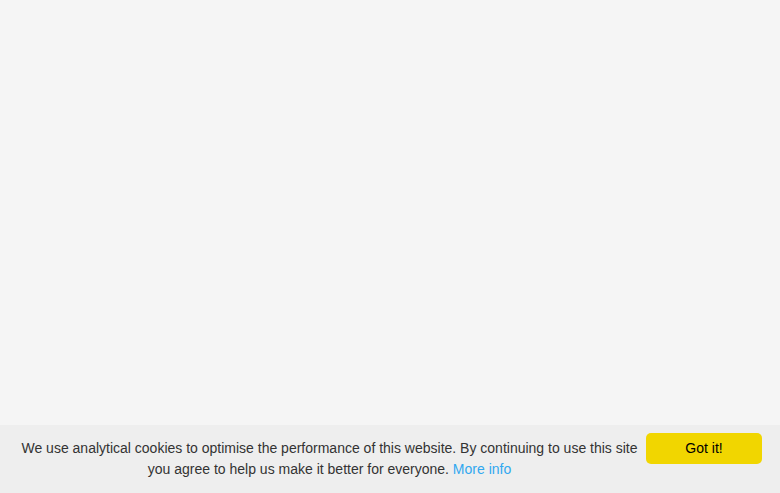 We use analytical cookies to optimise the performance of this website. By continuing to use this site
you agree to help us make it better for everyone. More info
Got it!